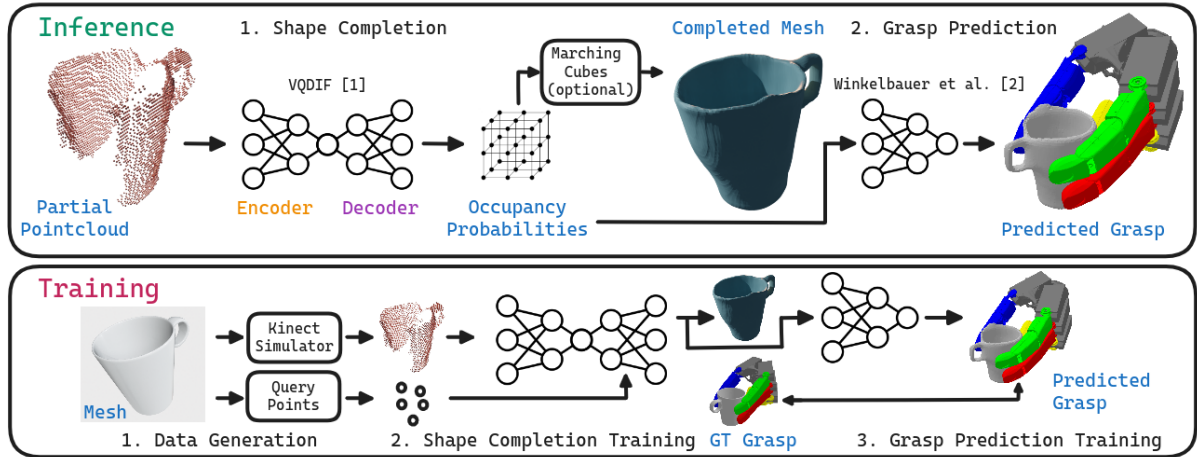 Inference
1. Shape Completion
Completed Mesh
2. Grasp Prediction
Marching
Cubes
(optional)
VQDIF [1]
Winkelbauer et al. [2]
Partial
Pointcloud
Encoder
Decoder
Occupancy
Probabilities
Predicted Grasp
Training
Kinect
Simulator
Query
Points
Mesh
Predicted
Grasp
1. Data Generation
2. Shape Completion Training
GT Grasp
3. Grasp Prediction Training